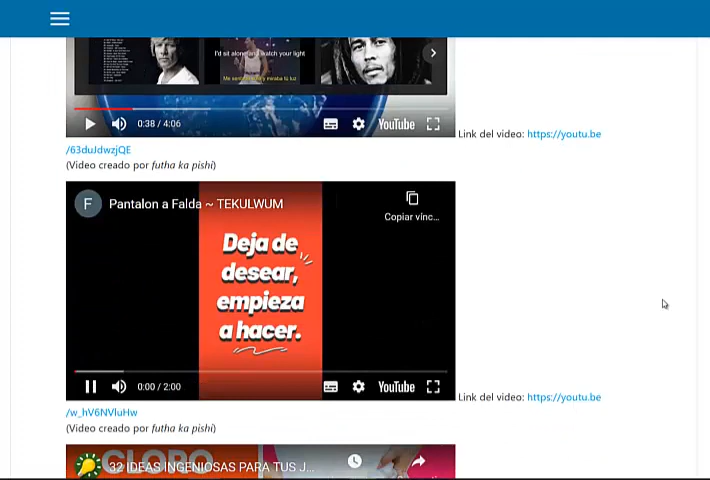 I'd sit alone and watch your light
0:38 / 4:06
YouTube
Link del video: https://youtu.be
/63duJdwzjQE
(Video creado por futha ka pishi)
F
Pantalon a Falda ~ TEKULWUM
Copiar vínc...
Deja de
desear,
empieza
a hacer.
0:00 / 2:00
YouTube
Link del video: https://youtu.be
/w_hV6NVluHw
(Video creado por futha ka pishi)
GLOBO
32 IDEAS INGENIOSAS PARA TUS J...